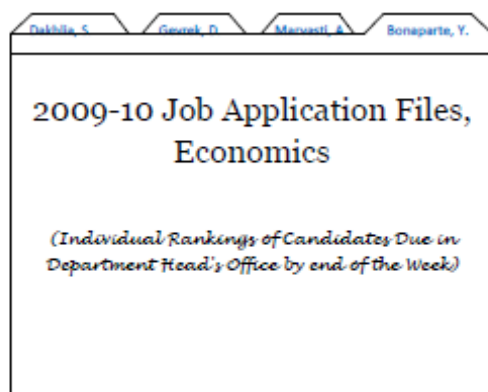 Dakhlia, S. Gevrek, D. Marvasti, A Bonaparte, Y.
2009-10 Job Application Files,
Economics
(Individual Rankings of Candidates Due in
Department Head's Office by end of the Week)